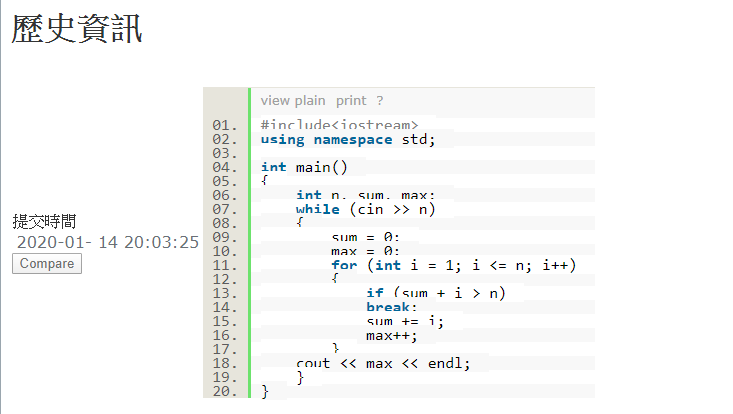 歷史資訊
提交時間
2020-01- 14 20:03:25
Compare
view plain print ?
01. #include<iostream>
02. using namespace std;
03.
04. int main()
05. {
06. int n, sum, max;
07. while (cin >> n)
08. {
09. sum = 0;
10. max = 0;
11. for (int i = 1; i <= n; i++)
12. {
13. if (sum + i > n)
14. break;
15. sum += i;
16. max++;
17. }
18. cout << max << endl;
19. }
20. }